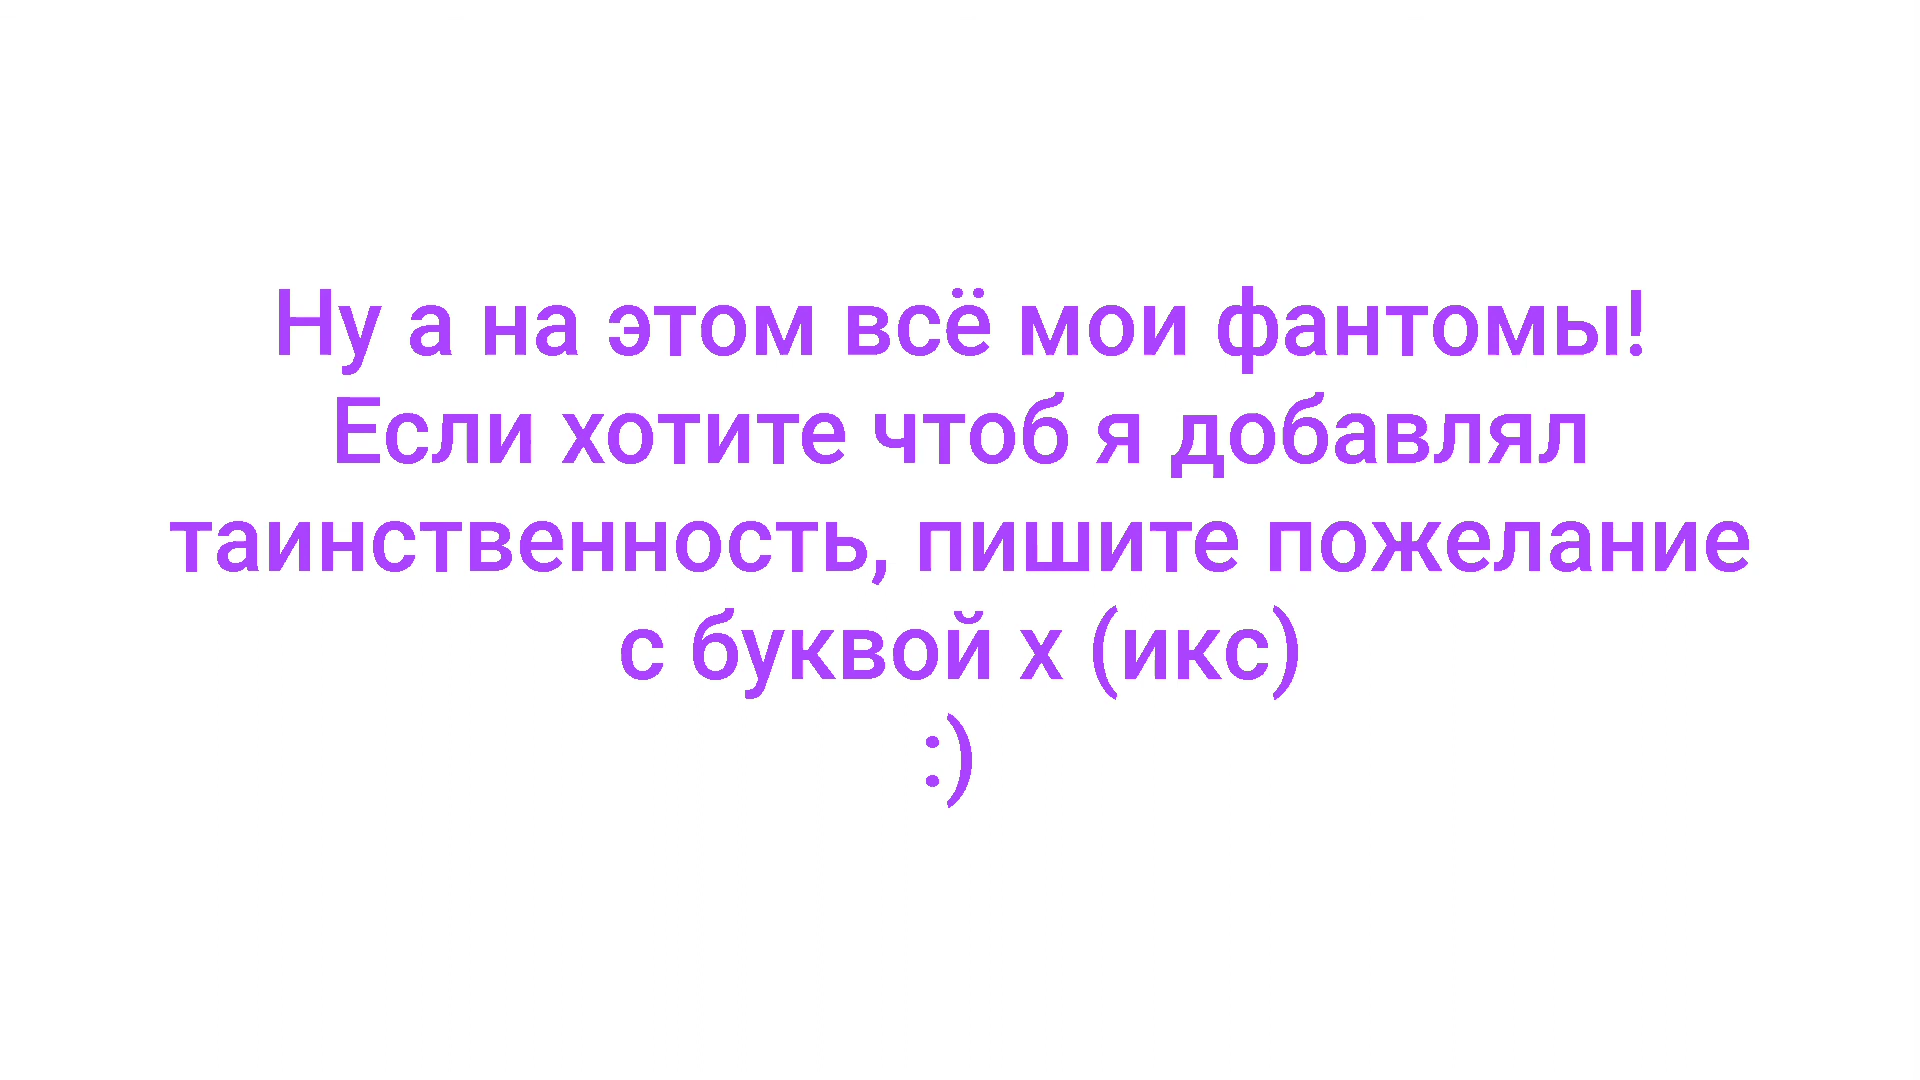 Ну а на этом всё мои фантомы!
Если хотите чтоб я добавлял
таинственность, пишите пожелание
с буквой х (икс)
:)